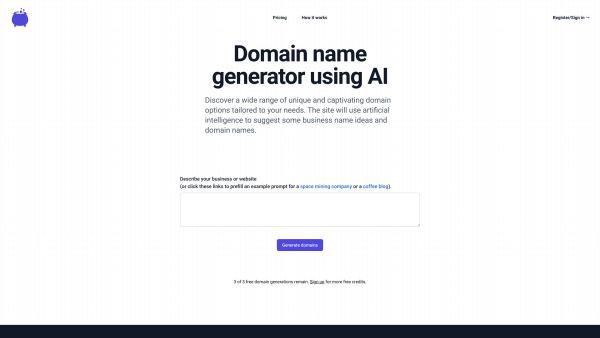 Pricing
How it works
Register/Sign in →
Domain name
generator using AI
Discover a wide range of unique and captivating domain
options tailored to your needs. The site will use artificial
intelligence to suggest some business name ideas and
domain names.
Describe your business or website
(or click these links to prefill an example prompt for a space mining company or a coffee blog).
Generate domains
3 of 3 free domain generations remain. Sign up for more free credits.